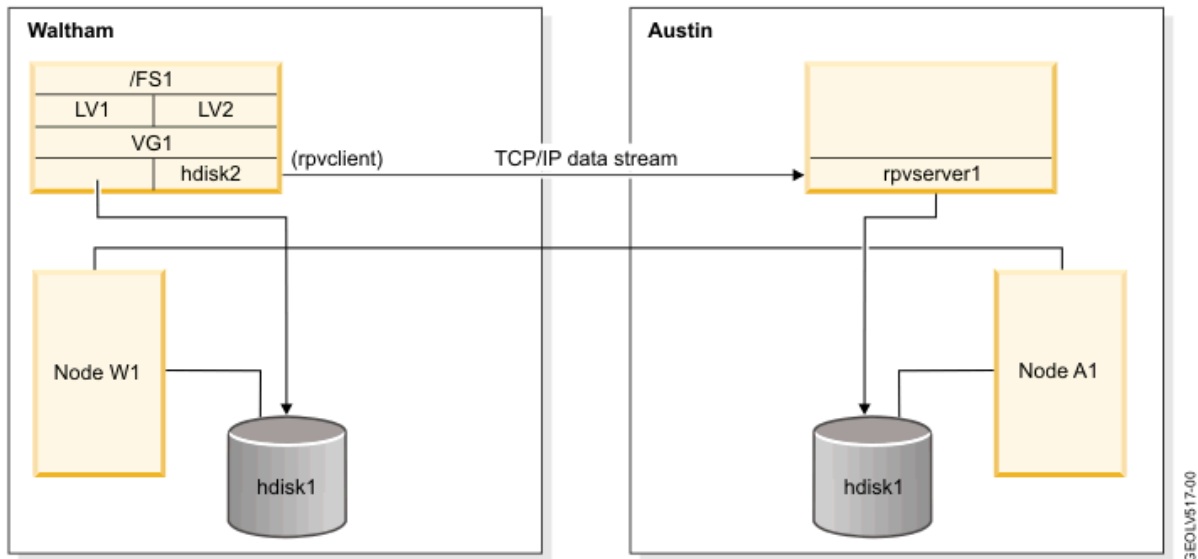 Waltham
/FS1
LV1 LV2
VG1
hdisk2
(rpvclient)
TCP/IP data stream
Austin
rpvserver1
Node W1
hdisk1
hdisk1
Node A1
GEOLV517-00